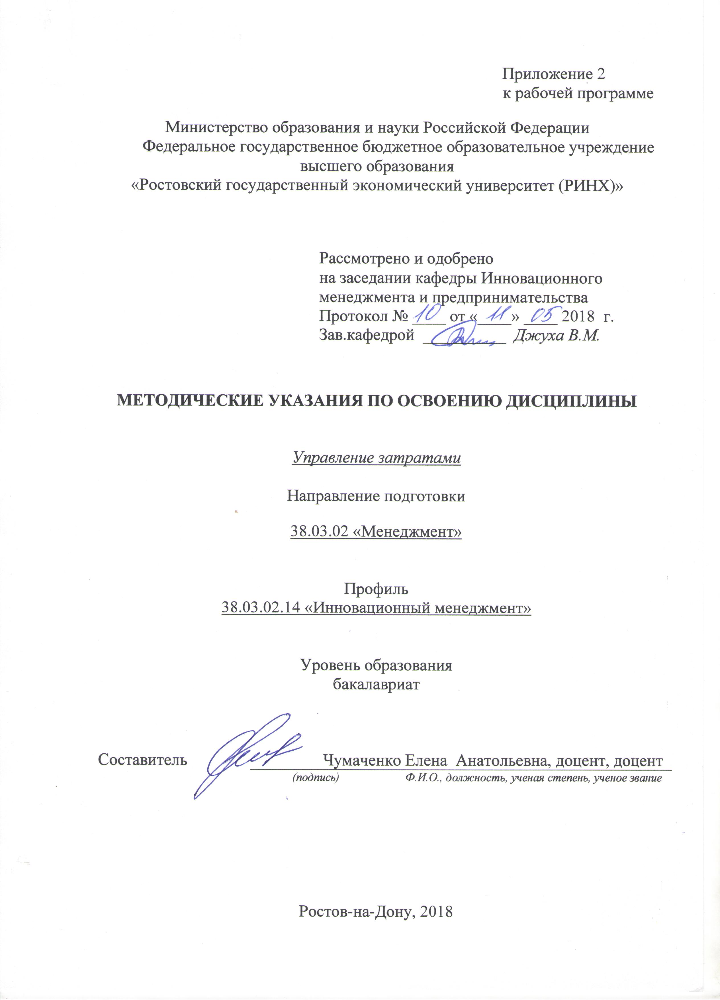 Приложение 2
к рабочей программе
Министерство образования и науки Российской Федерации
Федеральное государственное бюджетное образовательное учреждение
высшего образования
«Ростовский государственный экономический университет (РИНХ)»
Рассмотрено и одобрено
на заседании кафедры Инновационного
менеджмента и предпринимательства
Протокол № 10 от « 11 » 05 2018 г.
Зав.кафедрой Джуха В.М.
МЕТОДИЧЕСКИЕ УКАЗАНИЯ ПО ОСВОЕНИЮ ДИСЦИПЛИНЫ
Управление затратами
Направление подготовки
38.03.02 «Менеджмент»
Профиль
38.03.02.14 «Инновационный менеджмент»
Уровень образования
бакалавриат
Составитель Чумаченко Елена Анатольевна, доцент, доцент
(подпись) Ф.И.О., должность, ученая степень, ученое звание
Ростов-на-Дону, 2018